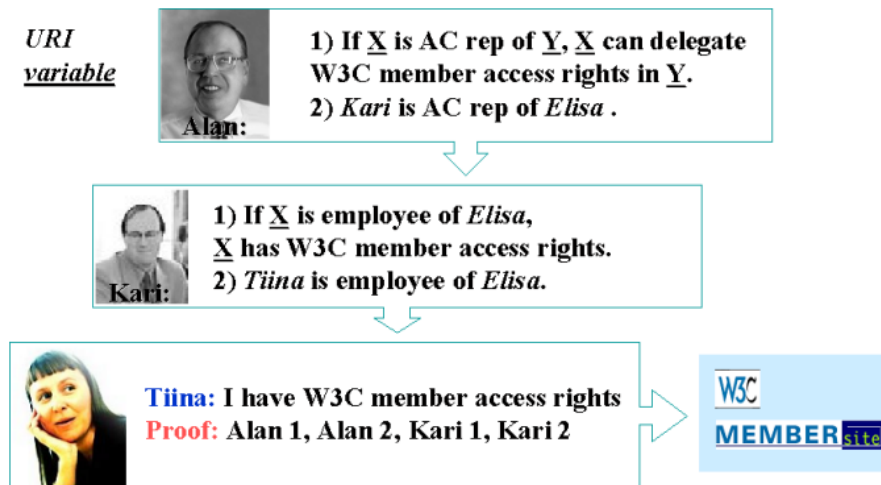 URI
variable
1) If X is AC rep of Y, X can delegate
W3C member access rights in Y.
2) Kari is AC rep of Elisa .
Alan:
1) If X is employee of Elisa,
X has W3C member access rights.
2) Tiina is employee of Elisa.
Kari:
Tiina: I have W3C member access rights
Proof: Alan 1, Alan 2, Kari 1, Kari 2
W3C
MEMBER site